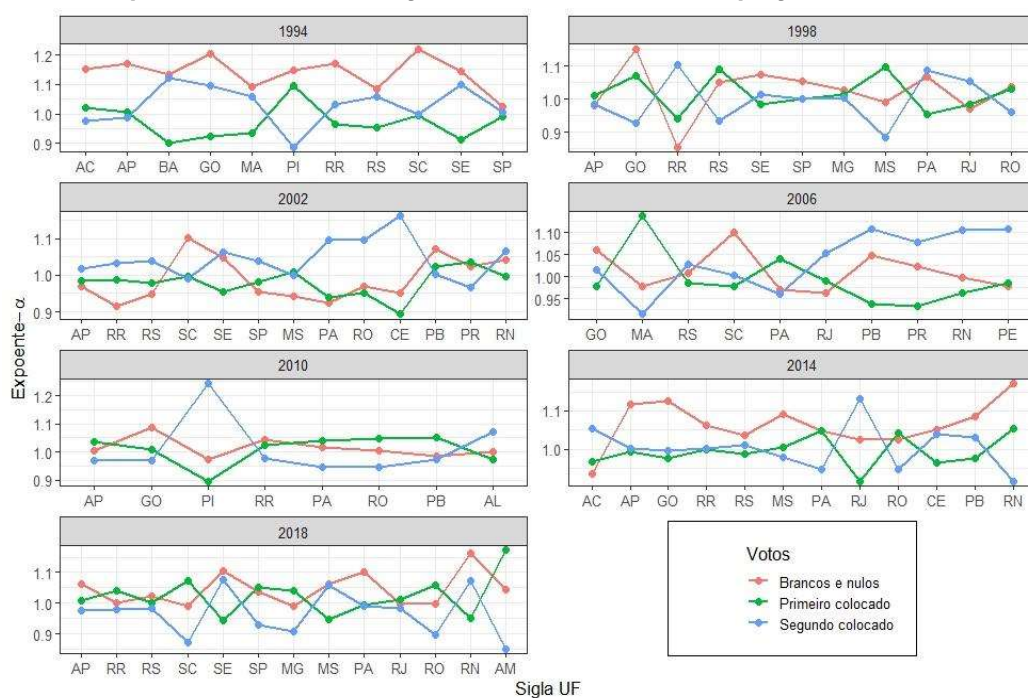 1994
1.2
1.1
1.0
0.9
AC AP BA GO MA PI RR RS SC SE SP
1998
1.1
1.0
0.9
AP GO RR RS SE SP MG MS PA RJ RO
2002
1.1
1.0
0.9
AP RR RS SC SE SP MS PA RO CE PB PR RN
2006
1.10
1.05
1.00
0.95
GO MA RS SC PA RJ PB PR RN PE
2010
1.2
1.1
1.0
0.9
AP GO PI RR PA RO PB AL
2014
1.1
1.0
AC AP GO RR RS MS PA RJ RO CE PB RN
2018
1.1
1.0
0.9
AP RR RS SC SE SP MG MS PA RJ RO RN AM
Votos
Brancos e nulos
Primeiro colocado
Segundo colocado
Expoente-α
Sigla UF